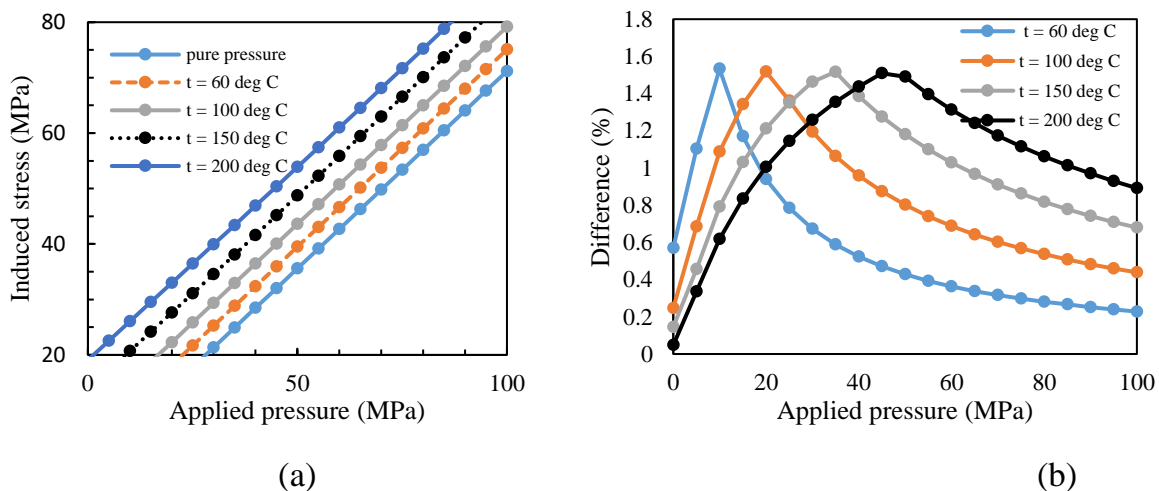 80
60
40
20
0
50
100
Induced stress (MPa)
Applied pressure (MPa)
pure pressure
t = 60 deg C
t = 100 deg C
t = 150 deg C
t = 200 deg C
(a)
1.8
1.6
1.4
1.2
1
0.8
0.6
0.4
0.2
0
0
20
40
60
80
100
Difference (%)
Applied pressure (MPa)
t = 60 deg C
t = 100 deg C
t = 150 deg C
t = 200 deg C
(b)